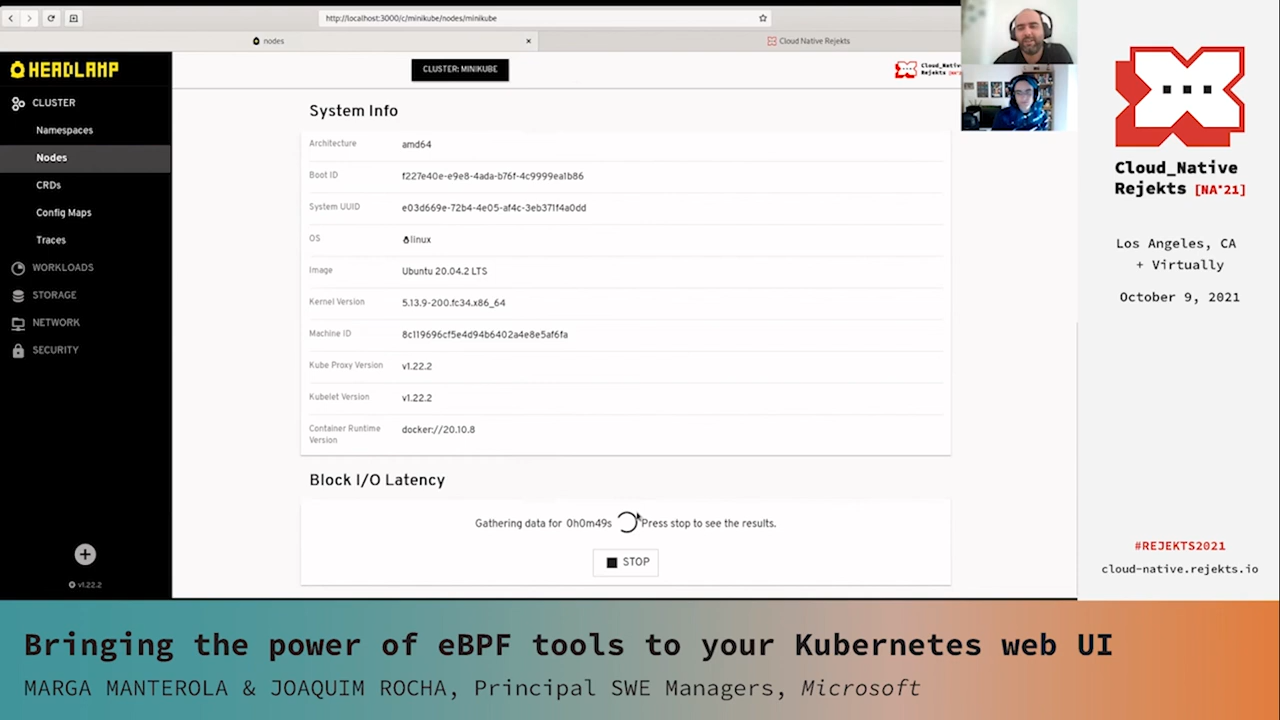 http://localhost:3000/c/minikube/nodes/minikube
nodes
Cloud Native Rejekts
HEADLAMP
CLUSTER: MINIKUBE
Cloud_Native
Rejekts
CLUSTER
Namespaces
Nodes
CRDs
Config Maps
Traces
WORKLOADS
STORAGE
NETWORK
SECURITY
v1.22.2
System Info
Architecture amd64
Boot ID f227e40e-e9e8-4ada-b76f-4c9999ea1b86
System UUID e03d669e-72b4-4e05-af4c-3eb371f4a0dd
OS linux
Image Ubuntu 20.04.2 LTS
Kernel Version 5.13.9-200.fc34.x86_64
Machine ID 8c119696cf5e4d94b6402a4e8e5af6fa
Kube Proxy Version v1.22.2
Kubelet Version v1.22.2
Container Runtime docker://20.10.8
Version
Block I/O Latency
Gathering data for 0h0m49s Press stop to see the results.
STOP
Cloud_Native
Rejekts [NA'21]
Los Angeles, CA
+ Virtually
October 9, 2021
#REJEKTS2021
cloud-native.rejekts.io
Bringing the power of eBPF tools to your Kubernetes web UI
MARGA MANTEROLA & JOAQUIM ROCHA, Principal SWE Managers, Microsoft